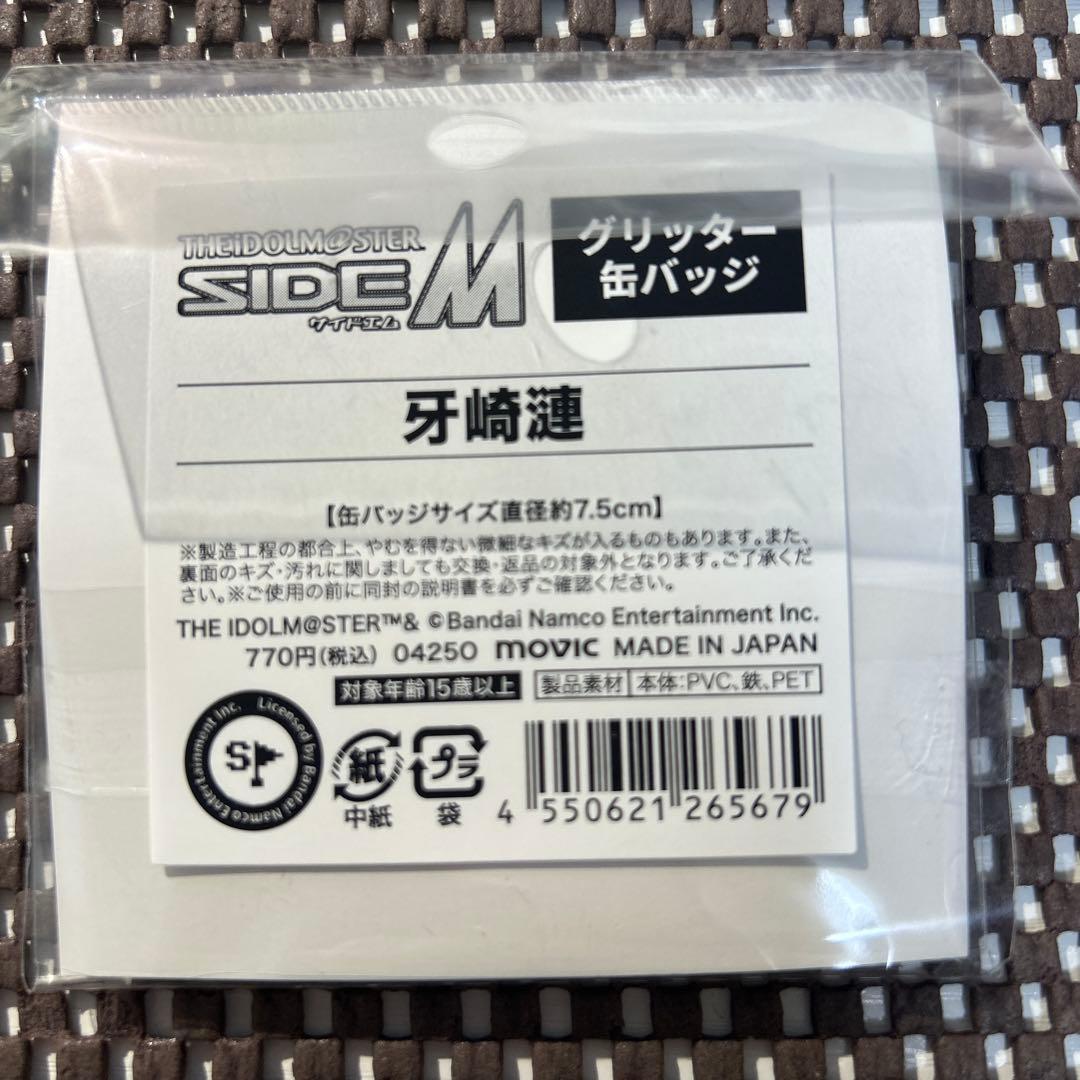 THE IDOLM@STER
SIDEM
サイドエム
グリッター
缶バッジ
牙崎漣
【缶バッジサイズ直径約7.5cm】
※製造工程の都合上、やむを得ない微細なキズが入るものもあります。また、
裏面のキズ・汚れに関しましても交換・返品の対象外となります。ご了承くだ
さい。※ご使用の前に同封の説明書を必ずご確認ください。
THE IDOLM@STER™& ©Bandai Namco Entertainment Inc.
770円(税込) 04250 movic MADE IN JAPAN
対象年齢15歳以上 製品素材 本体:PVC、鉄、PET
Licensed by Bandai Namco Entertainment Inc.
S
紙
中紙
プラ
袋
4 550621 265679